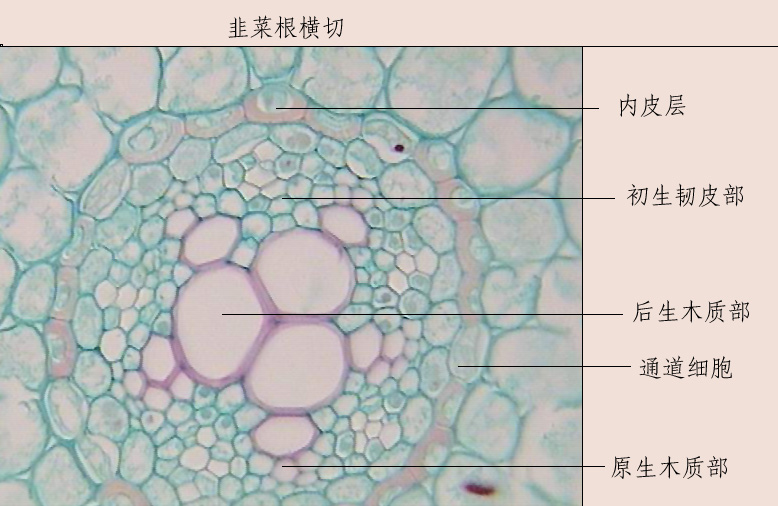 韭菜根横切
内皮层
初生韧皮部
后生木质部
通道细胞
原生木质部